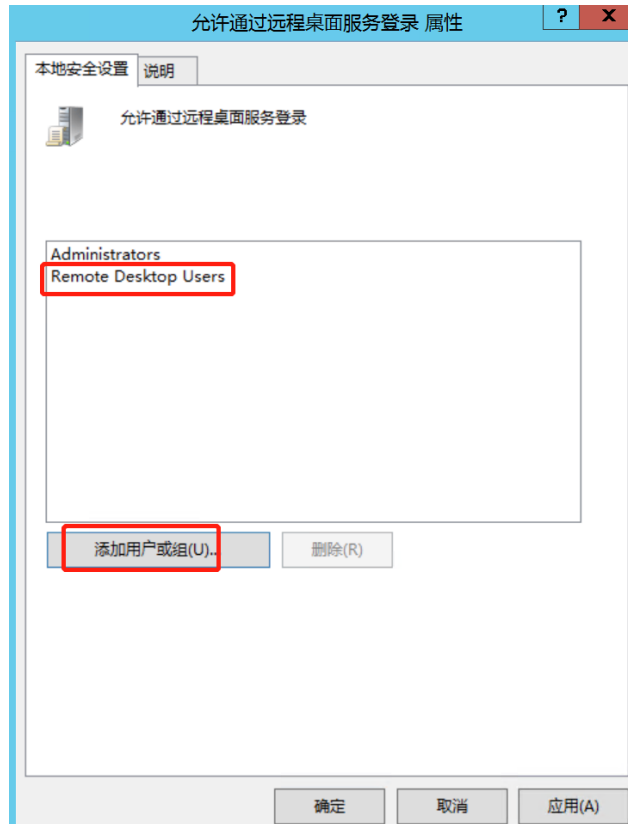 允许通过远程桌面服务登录 属性
? x
本地安全设置 说明
允许通过远程桌面服务登录
Administrators
Remote Desktop Users
添加用户或组(U)..
删除(R)
确定 取消 应用(A)